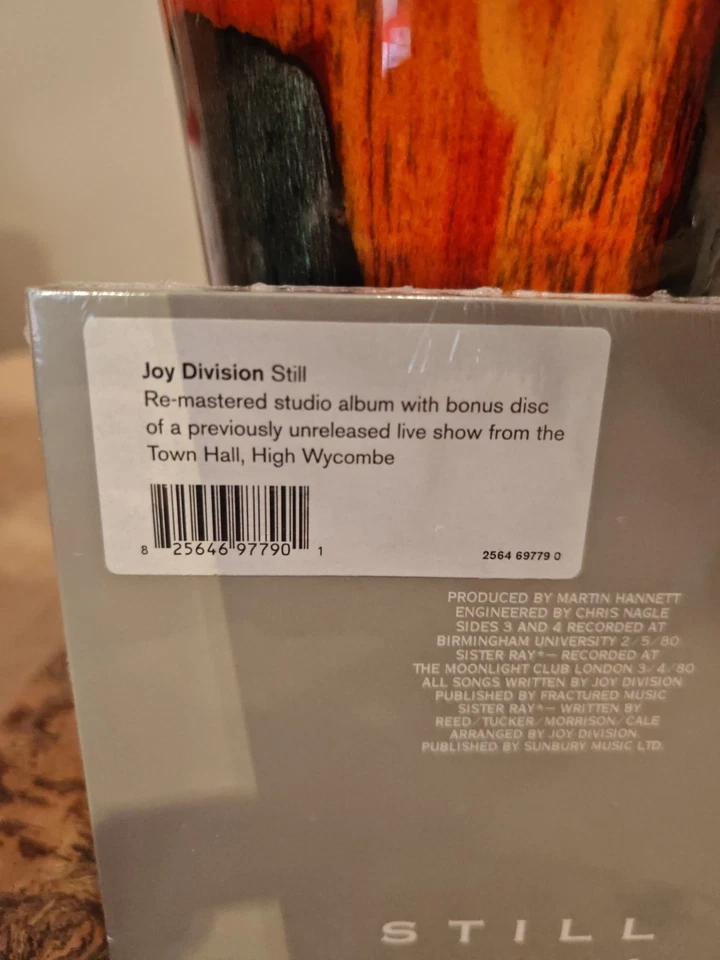 Joy Division Still
Re-mastered studio album with bonus disc
of a previously unreleased live show from the
Town Hall, High Wycombe
8 25646 97790 1
2564 69779 0
PRODUCED BY MARTIN HANNETT
ENGINEERED BY CHRIS NAGLE
SIDES 3 AND 4 RECORDED AT
BIRMINGHAM UNIVERSITY 2/5/80
SISTER RAY*— RECORDED AT
THE MOONLIGHT CLUB LONDON 3/4/80
ALL SONGS WRITTEN BY JOY DIVISION
PUBLISHED BY FRACTURED MUSIC
SISTER RAY*— WRITTEN BY
REED/TUCKER/MORRISON/CALE
ARRANGED BY JOY DIVISION.
PUBLISHED BY SUNBURY MUSIC LTD.
STILL